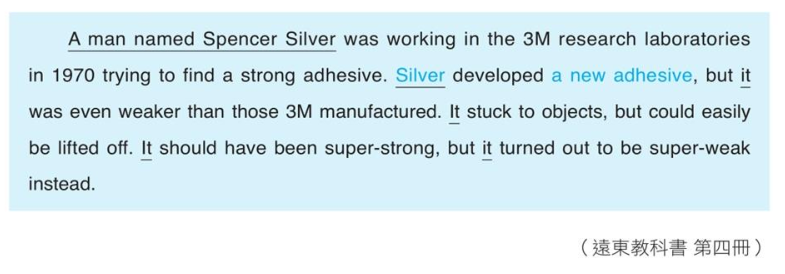 A man named Spencer Silver was working in the 3M research laboratories
in 1970 trying to find a strong adhesive. Silver developed a new adhesive, but it
was even weaker than those 3M manufactured. It stuck to objects, but could easily
be lifted off. It should have been super-strong, but it turned out to be super-weak
instead.
（遠東教科書 第四冊）